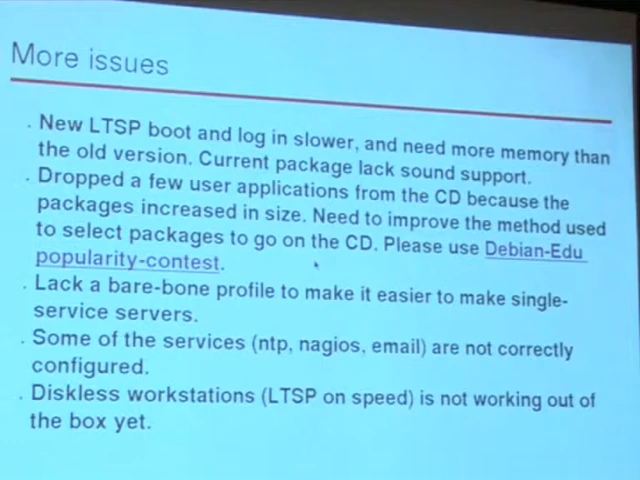 More issues
. New LTSP boot and log in slower, and need more memory than
the old version. Current package lack sound support.
. Dropped a few user applications from the CD because the
packages increased in size. Need to improve the method used
to select packages to go on the CD. Please use Debian-Edu
popularity-contest.
. Lack a bare-bone profile to make it easier to make single-
service servers.
. Some of the services (ntp, nagios, email) are not correctly
configured.
. Diskless workstations (LTSP on speed) is not working out of
the box yet.